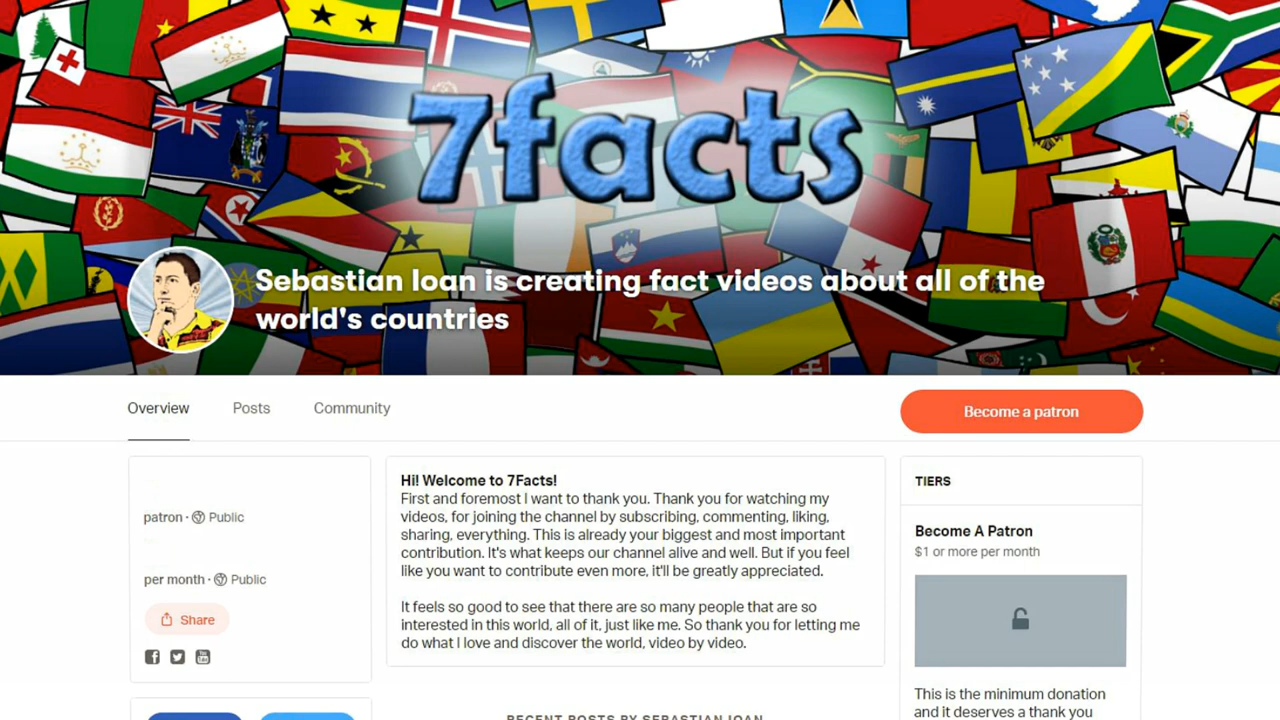 7facts
Sebastian Ioan is creating fact videos about all of the
world's countries
Overview
Posts
Community
Become a patron
patron · Public
per month · Public
Share
Hi! Welcome to 7Facts!
First and foremost I want to thank you. Thank you for watching my
videos, for joining the channel by subscribing, commenting, liking,
sharing, everything. This is already your biggest and most important
contribution. It's what keeps our channel alive and well. But if you feel
like you want to contribute even more, it'll be greatly appreciated.
It feels so good to see that there are so many people that are so
interested in this world, all of it, just like me. So thank you for letting me
do what I love and discover the world, video by video.
RECENT POSTS BY SEBASTIAN IOAN
TIERS
Become A Patron
$1 or more per month
This is the minimum donation
and it deserves a thank you